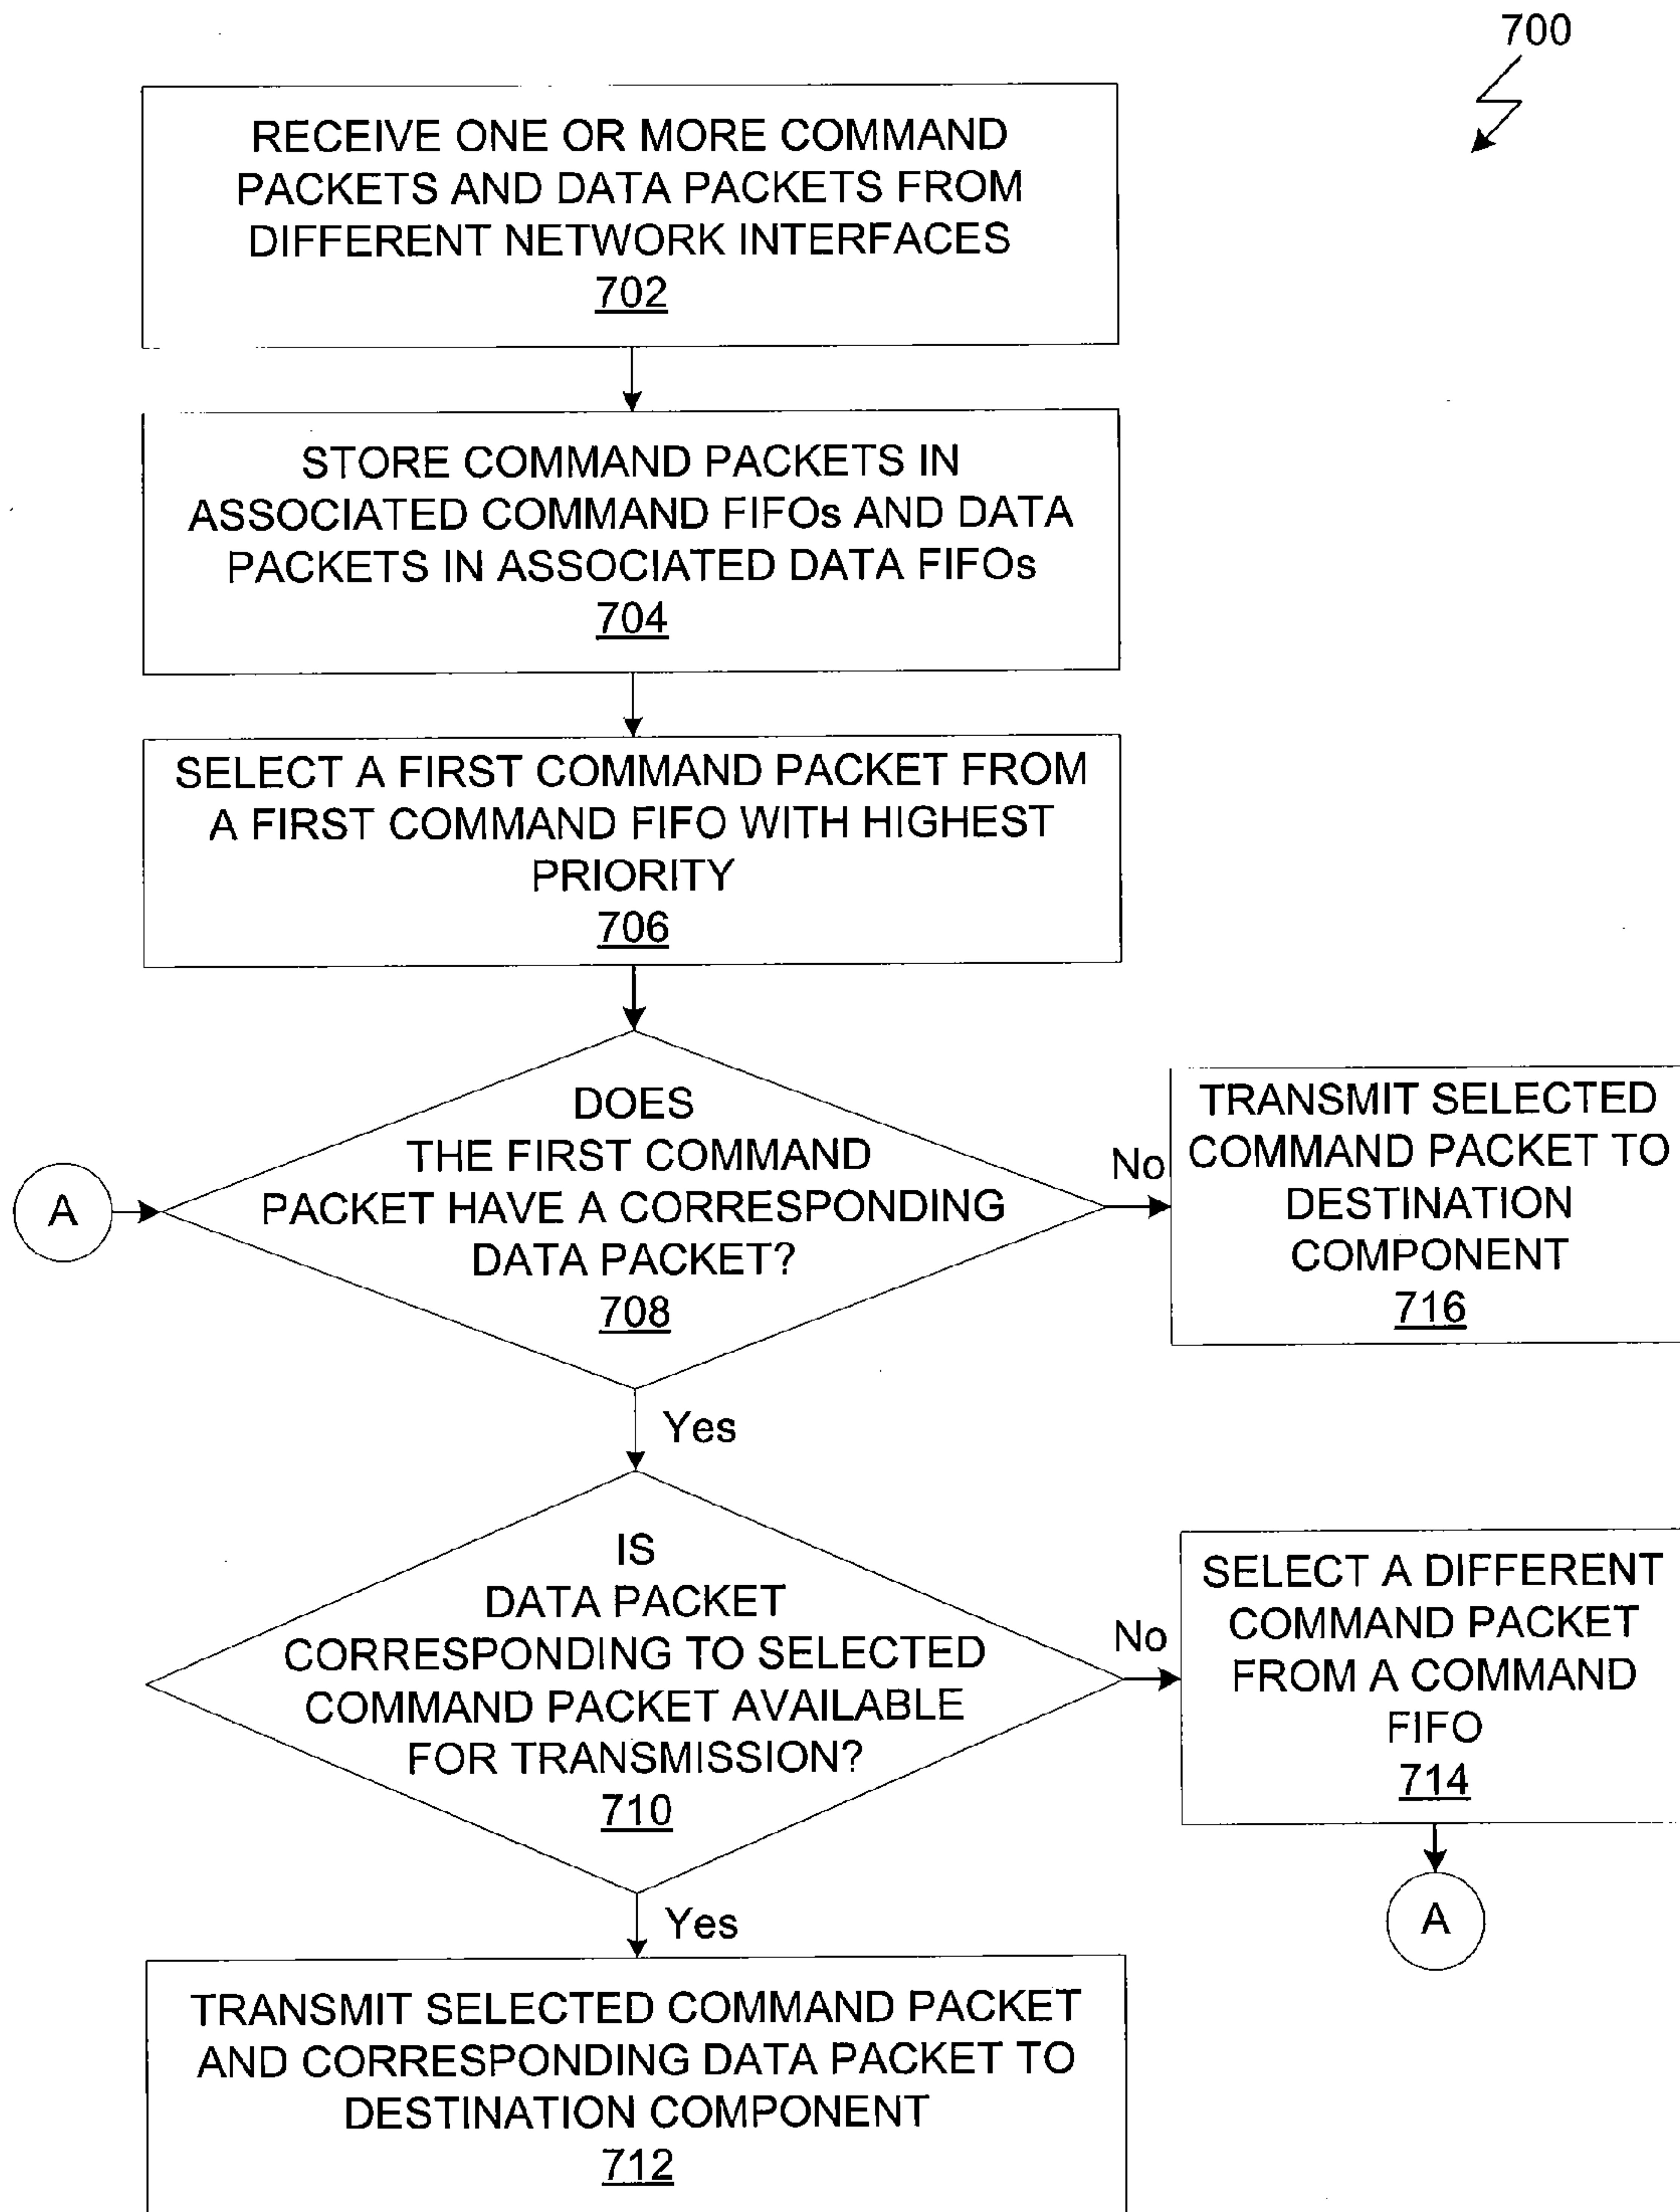 700
RECEIVE ONE OR MORE COMMAND
PACKETS AND DATA PACKETS FROM
DIFFERENT NETWORK INTERFACES
702
STORE COMMAND PACKETS IN
ASSOCIATED COMMAND FIFOs AND DATA
PACKETS IN ASSOCIATED DATA FIFOs
704
SELECT A FIRST COMMAND PACKET FROM
A FIRST COMMAND FIFO WITH HIGHEST
PRIORITY
706
A
DOES
THE FIRST COMMAND
PACKET HAVE A CORRESPONDING
DATA PACKET?
708
No
TRANSMIT SELECTED
COMMAND PACKET TO
DESTINATION
COMPONENT
716
Yes
IS
DATA PACKET
CORRESPONDING TO SELECTED
COMMAND PACKET AVAILABLE
FOR TRANSMISSION?
710
No
SELECT A DIFFERENT
COMMAND PACKET
FROM A COMMAND
FIFO
714
A
Yes
TRANSMIT SELECTED COMMAND PACKET
AND CORRESPONDING DATA PACKET TO
DESTINATION COMPONENT
712